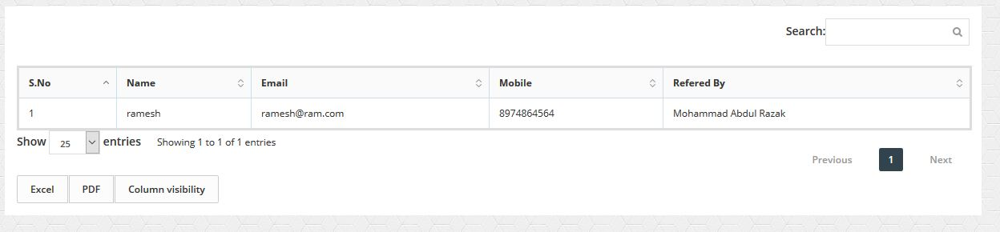 Search:
S.No Name Email Mobile Refered By
1 ramesh ramesh@ram.com 8974864564 Mohammad Abdul Razak
Show 25 entries Showing 1 to 1 of 1 entries
Previous 1 Next
Excel PDF Column visibility